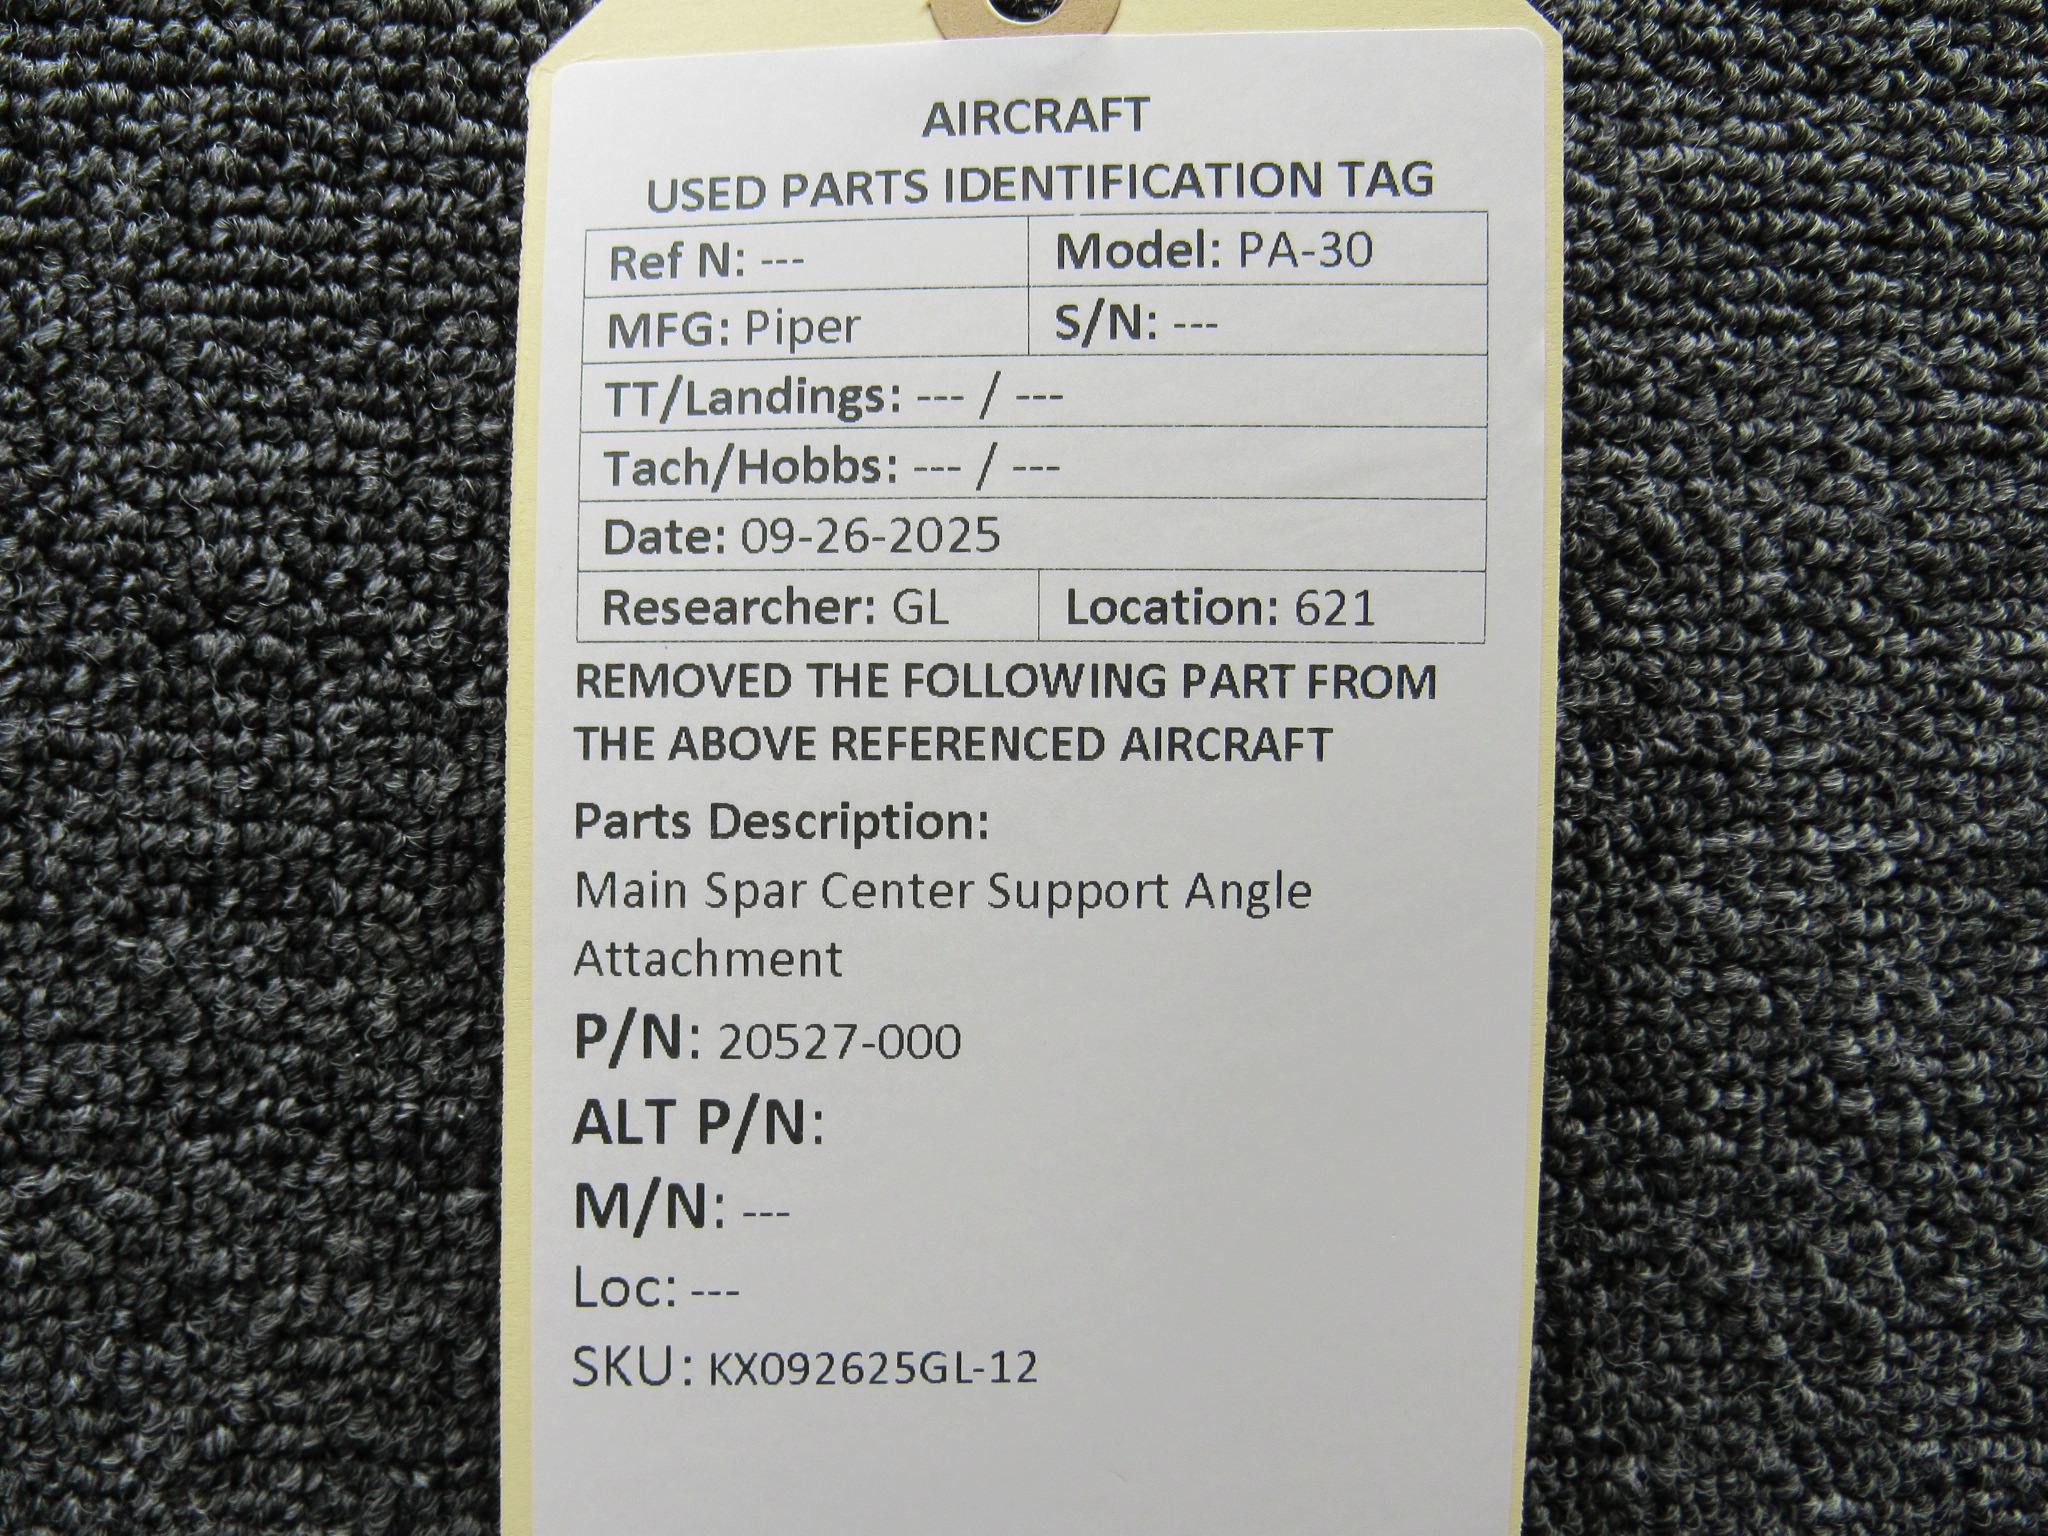 AIRCRAFT
USED PARTS IDENTIFICATION TAG
Ref N: --- Model: PA-30
MFG: Piper S/N: ---
TT/Landings: --- / ---
Tach/Hobbs: --- / ---
Date: 09-26-2025
Researcher: GL Location: 621
REMOVED THE FOLLOWING PART FROM
THE ABOVE REFERENCED AIRCRAFT
Parts Description:
Main Spar Center Support Angle
Attachment
P/N: 20527-000
ALT P/N:
M/N: ---
Loc: ---
SKU: KX092625GL-12